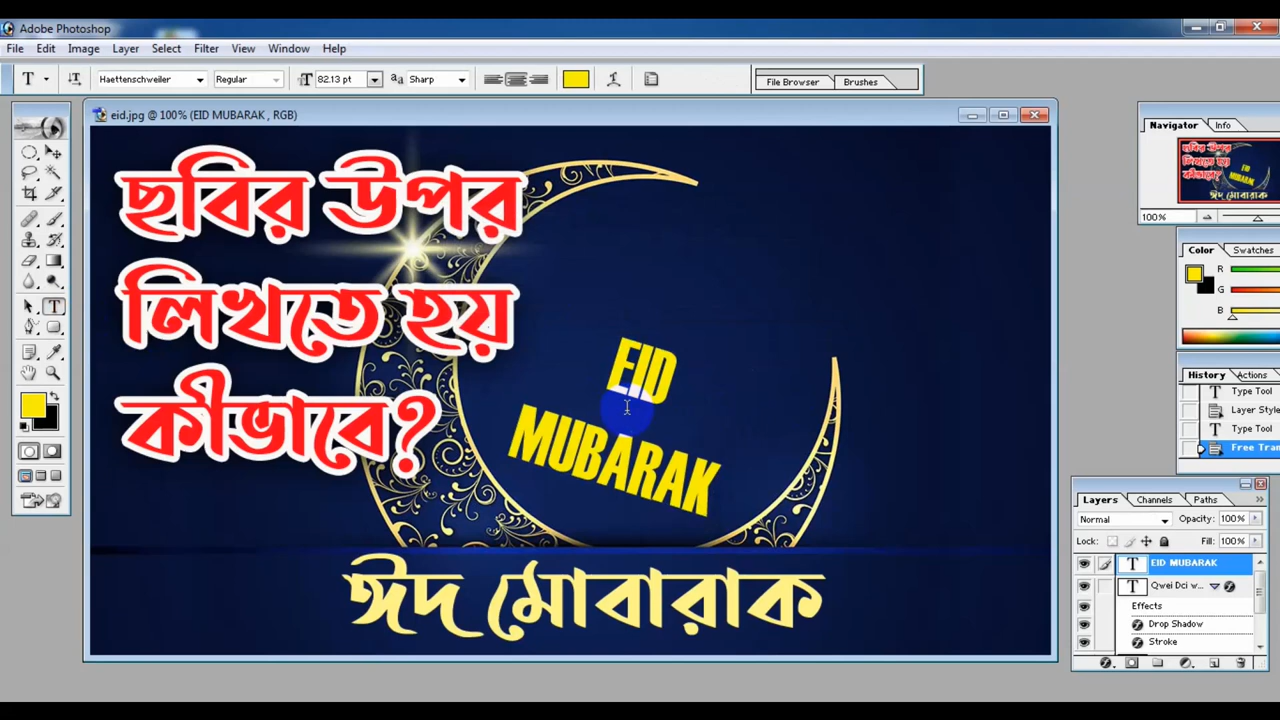 Adobe Photoshop
File Edit Image Layer Select Filter View Window Help
T Haettenschweiler Regular 82.13 pt Sharp File Browser Brushes
eid.jpg @ 100% (EID MUBARAK , RGB)
ছবির উপর
লিখতে হয়
কীভাবে?
EID
MUBARAK
ঈদ মোবারাক
Navigator Info
100%
Color Swatches
R
G
B
History Actions
Type Tool
Layer Style
Type Tool
Free Tran
Layers Channels Paths
Normal Opacity: 100%
Lock: Fill: 100%
EID MUBARAK
Qwei Dci w...
Effects
Drop Shadow
Stroke